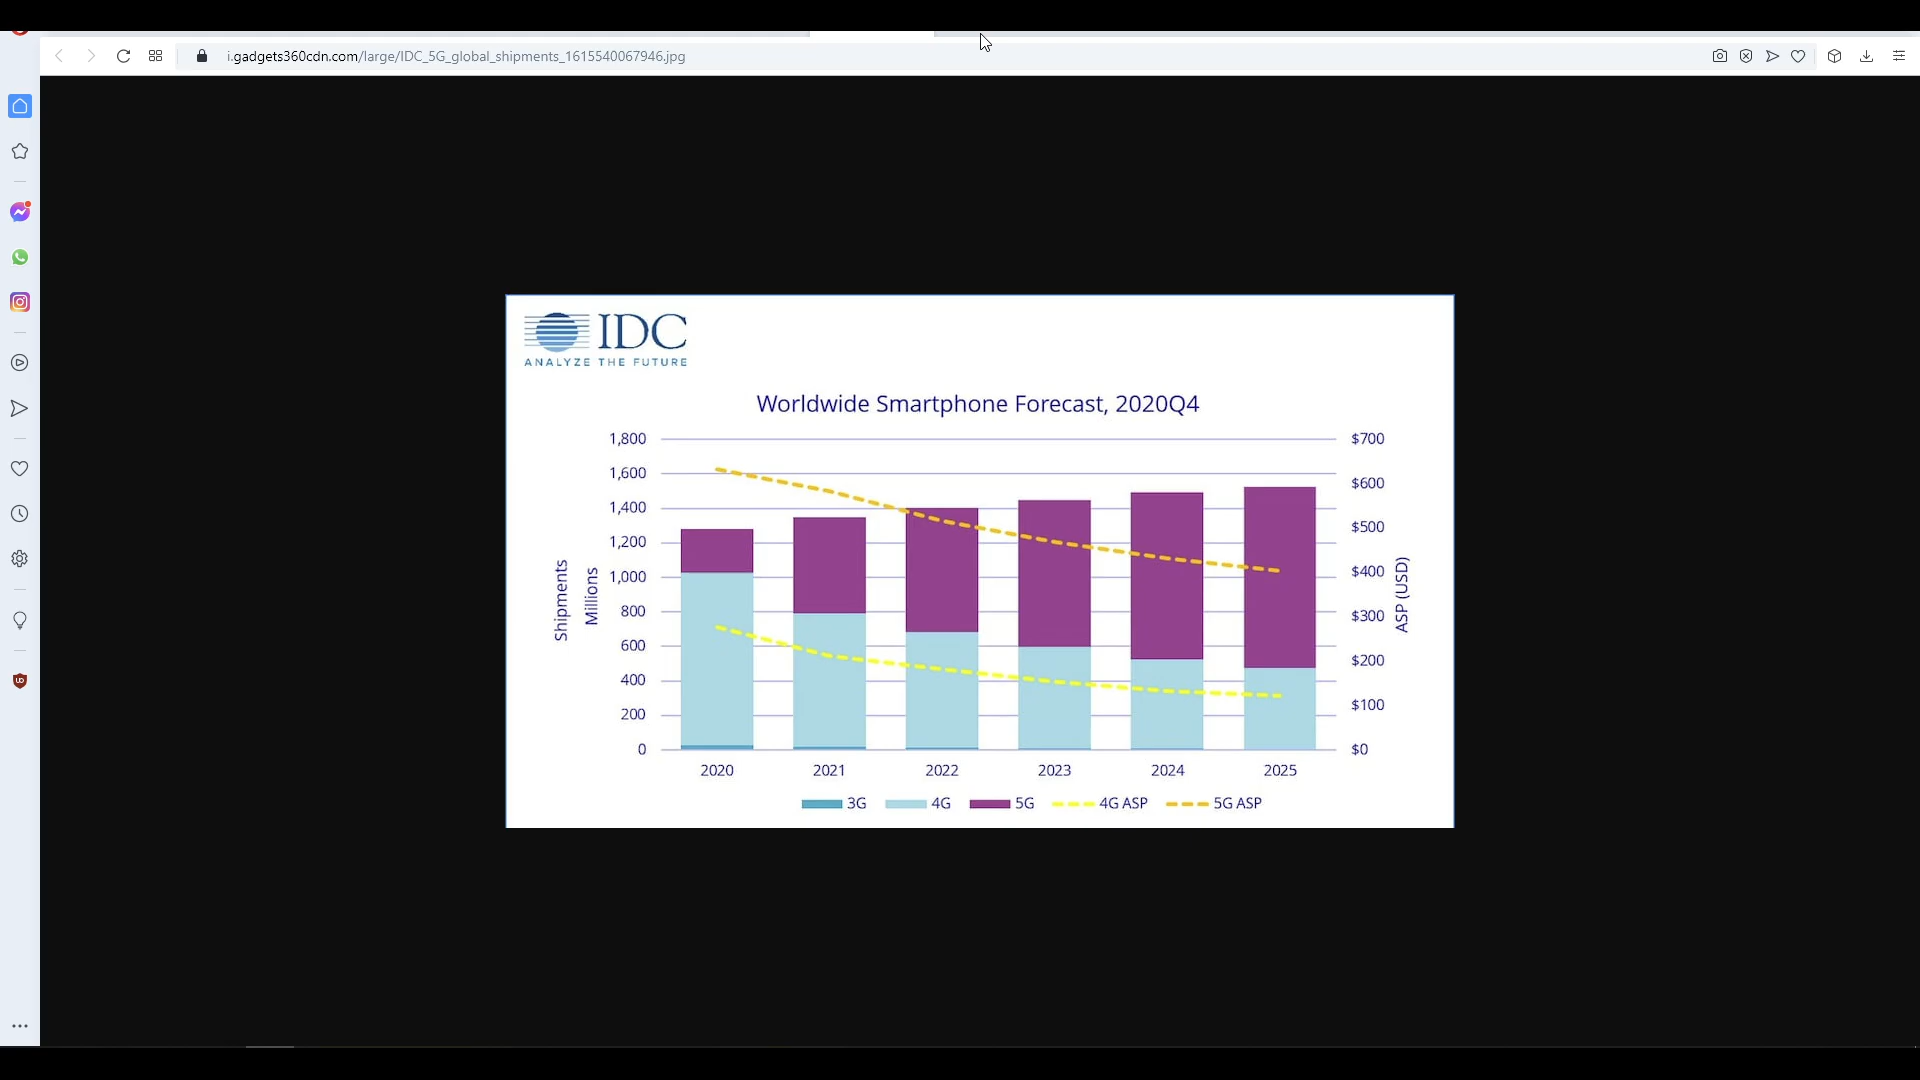 i.gadgets360cdn.com/large/IDC_5G_global_shipments_1615540067946.jpg
IDC
ANALYZE THE FUTURE
Worldwide Smartphone Forecast, 2020Q4
1,800 $700
1,600 $600
1,400 $500
1,200
1,000 $400
800 $300
600 $200
400 $100
200
0 $0
Shipments
Millions
ASP (USD)
2020 2021 2022 2023 2024 2025
3G 4G 5G 4G ASP 5G ASP